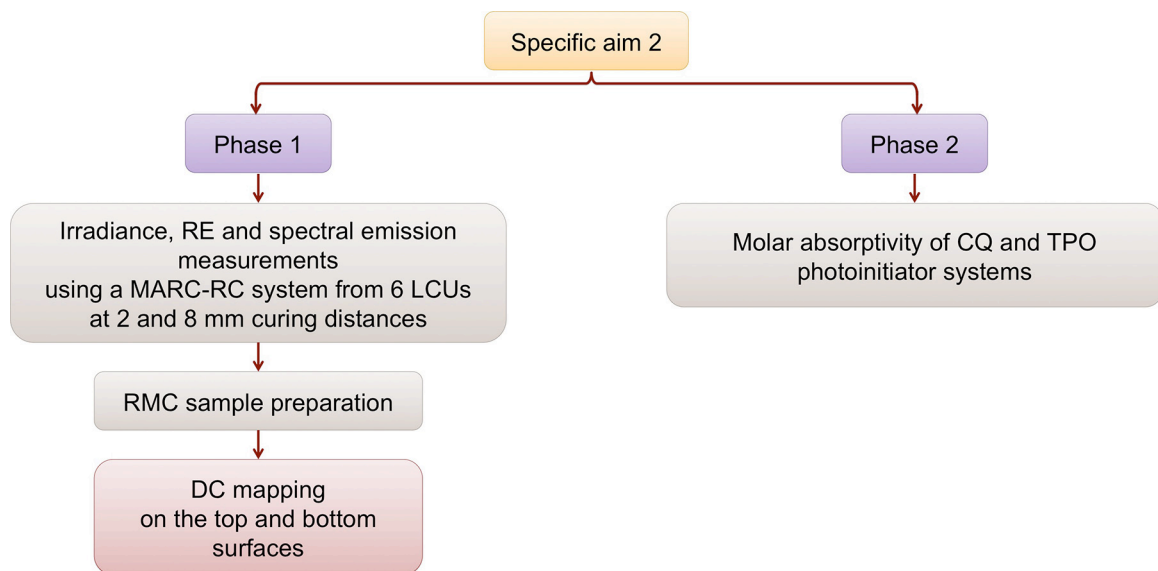 Specific aim 2
Phase 1
Phase 2
Irradiance, RE and spectral emission
measurements
using a MARC-RC system from 6 LCUs
at 2 and 8 mm curing distances
Molar absorptivity of CQ and TPO
photoinitiator systems
RMC sample preparation
DC mapping
on the top and bottom
surfaces